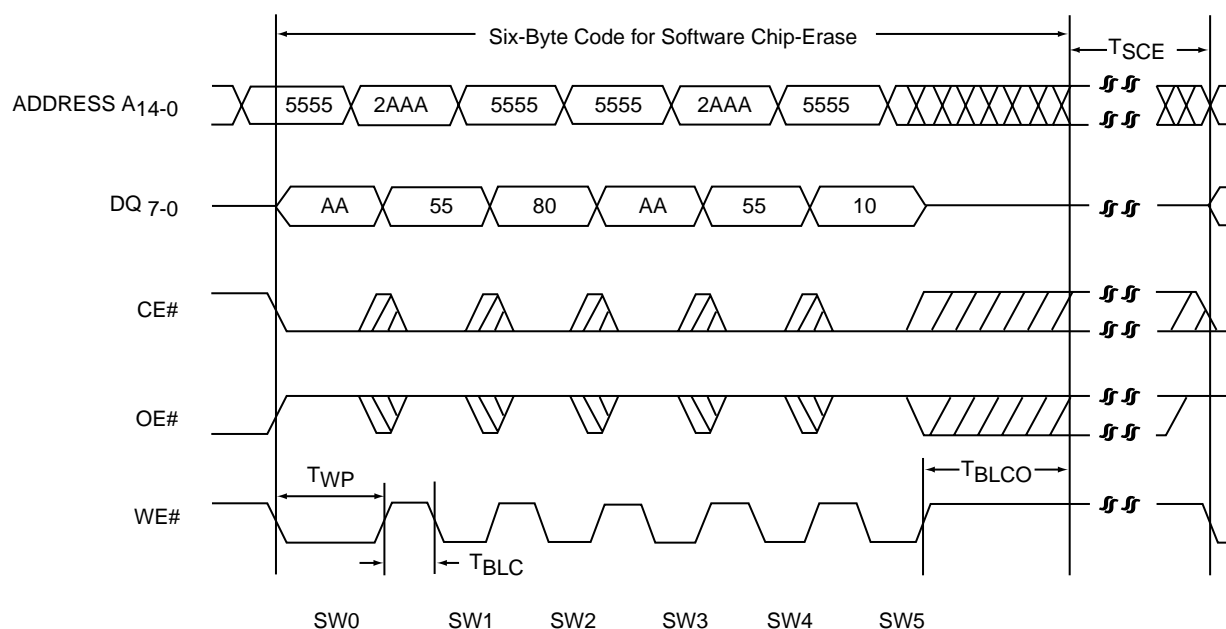 Six-Byte Code for Software Chip-Erase
TSCE
ADDRESS A14-0
5555 2AAA 5555 5555 2AAA 5555
DQ 7-0
AA 55 80 AA 55 10
CE#
OE#
TWP
TBLCO
WE#
TBLC
SW0 SW1 SW2 SW3 SW4 SW5